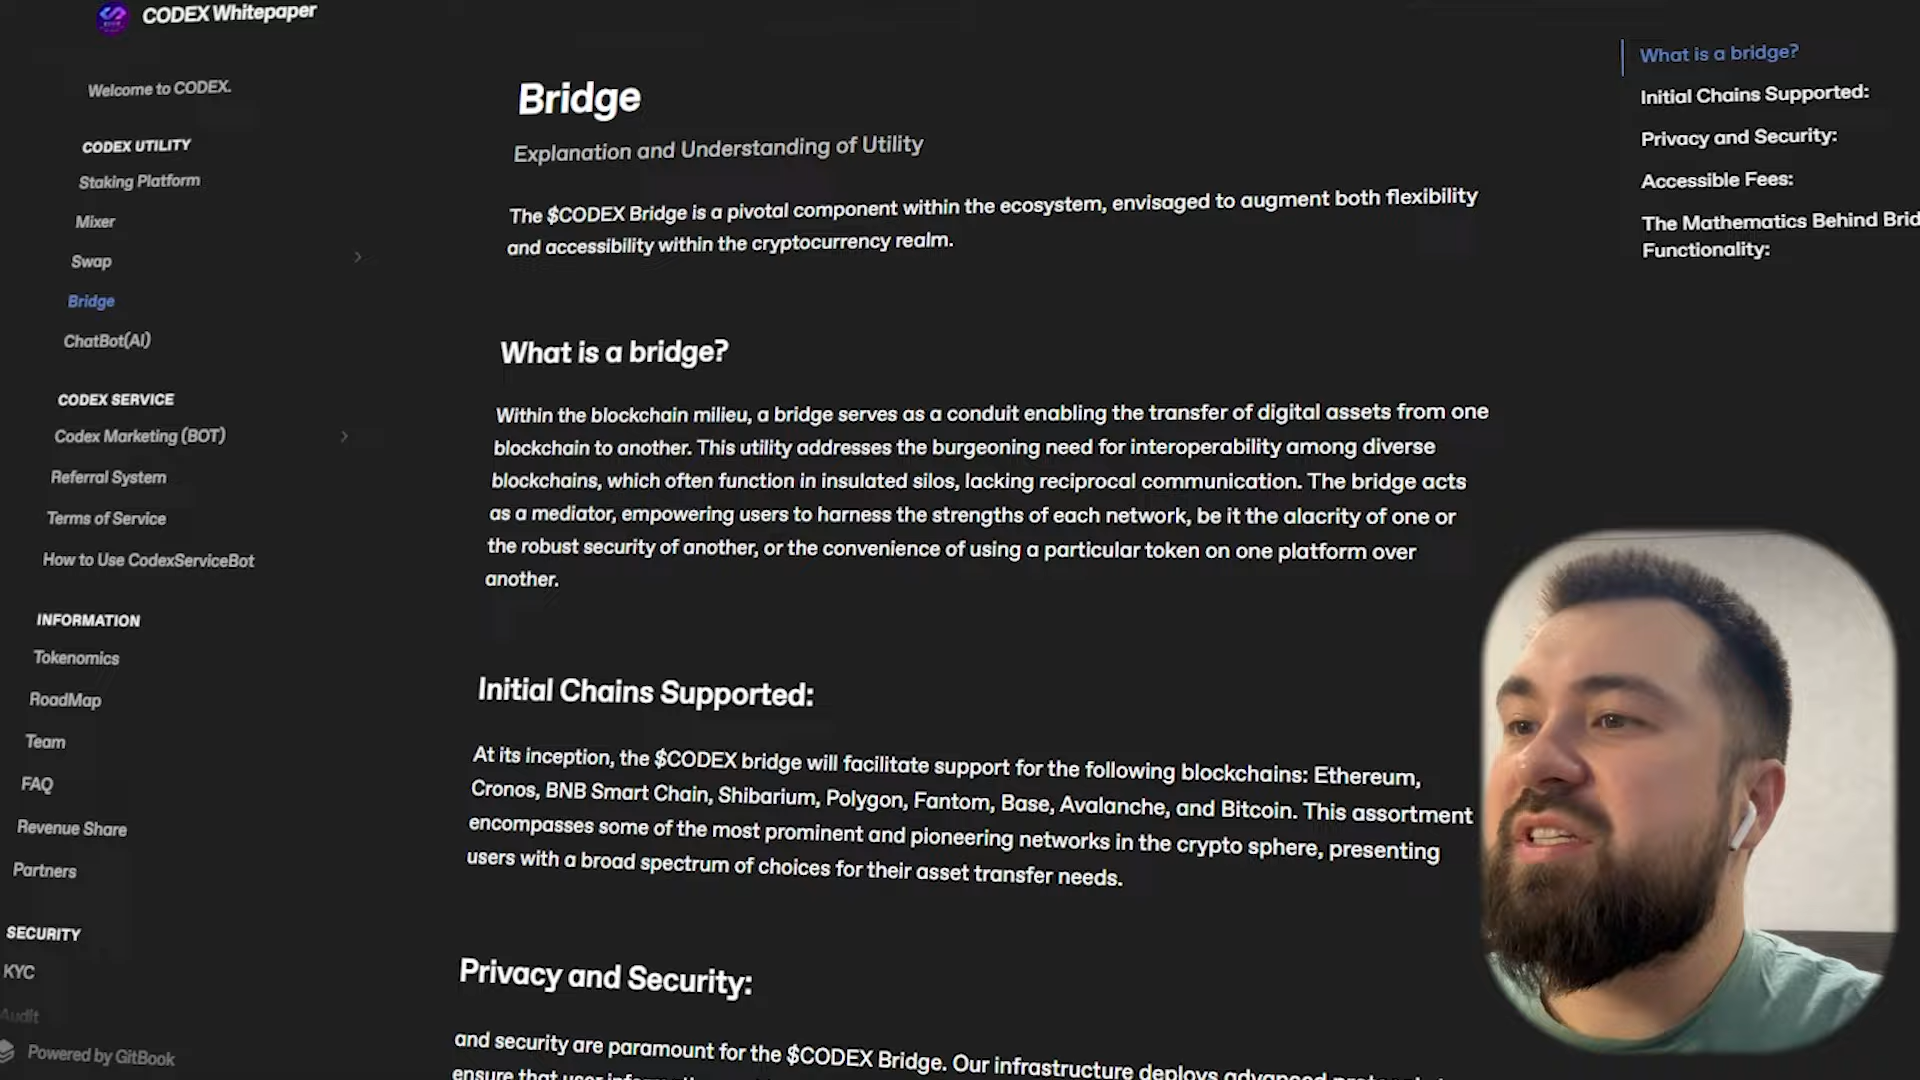 CODEX Whitepaper
Welcome to CODEX.
CODEX UTILITY
Staking Platform
Mixer
Swap
Bridge
ChatBot(AI)
CODEX SERVICE
Codex Marketing (BOT)
Referral System
Terms of Service
How to Use CodexServiceBot
INFORMATION
Tokenomics
RoadMap
Team
FAQ
Revenue Share
Partners
SECURITY
KYC
Audit
Powered by GitBook
Bridge
Explanation and Understanding of Utility
The $CODEX Bridge is a pivotal component within the ecosystem, envisaged to augment both flexibility
and accessibility within the cryptocurrency realm.
What is a bridge?
Within the blockchain milieu, a bridge serves as a conduit enabling the transfer of digital assets from one
blockchain to another. This utility addresses the burgeoning need for interoperability among diverse
blockchains, which often function in insulated silos, lacking reciprocal communication. The bridge acts
as a mediator, empowering users to harness the strengths of each network, be it the alacrity of one or
the robust security of another, or the convenience of using a particular token on one platform over
another.
Initial Chains Supported:
At its inception, the $CODEX bridge will facilitate support for the following blockchains: Ethereum,
Cronos, BNB Smart Chain, Shibarium, Polygon, Fantom, Base, Avalanche, and Bitcoin. This assortment
encompasses some of the most prominent and pioneering networks in the crypto sphere, presenting
users with a broad spectrum of choices for their asset transfer needs.
Privacy and Security:
and security are paramount for the $CODEX Bridge. Our infrastructure deploys advanced
ensure that user
What is a bridge?
Initial Chains Supported:
Privacy and Security:
Accessible Fees:
The Mathematics Behind
Functionality: